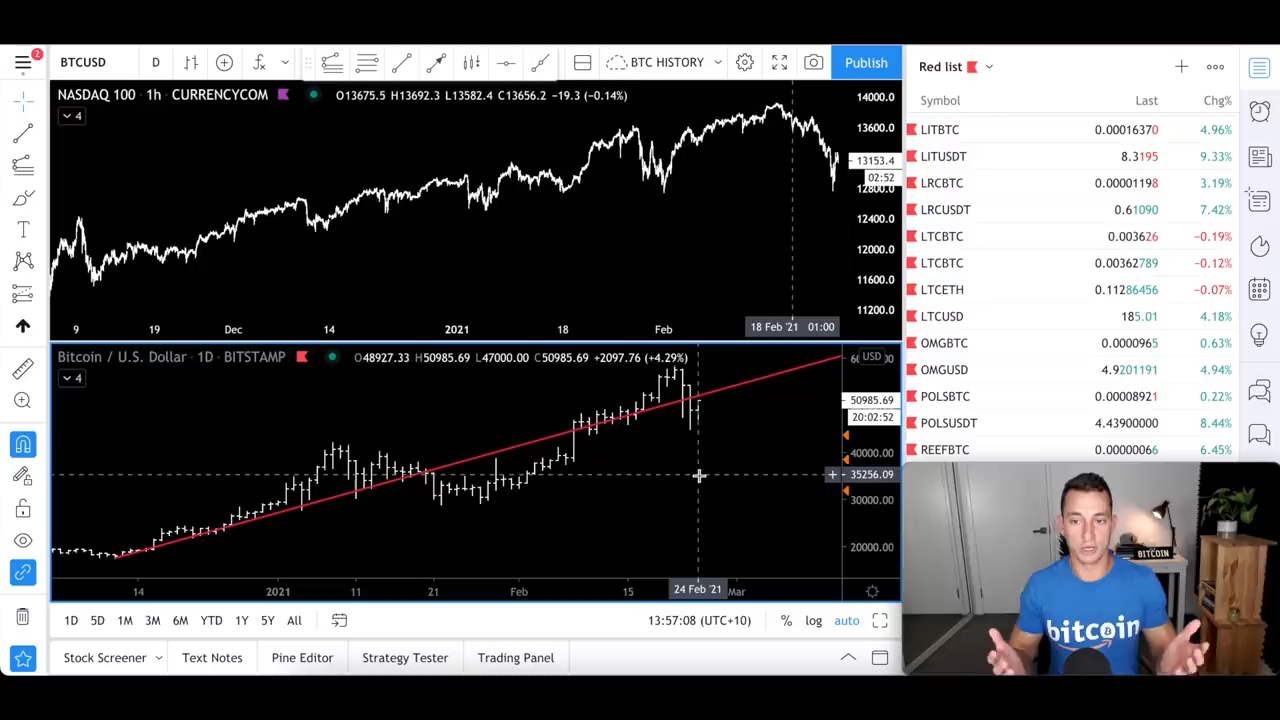 2
BTCUSD D BTC HISTORY Publish
NASDAQ 100 · 1h · CURRENCYCOM O13675.5 H13692.3 L13582.4 C13656.2 −19.3 (−0.14%)
4
14000.0
13600.0
13153.4
02:52
12800.0
12400.0
12000.0
11600.0
11200.0
9 19 Dec 14 2021 18 Feb 18 Feb '21 01:00
Bitcoin / U.S. Dollar · 1D · BITSTAMP O48927.33 H50985.69 L47000.00 C50985.69 +2097.76 (+4.29%)
USD
4
50985.69
20:02:52
40000.00
35256.09
30000.00
20000.00
14 2021 11 21 Feb 15 24 Feb '21 Mar
1D 5D 1M 3M 6M YTD 1Y 5Y All 13:57:08 (UTC+10) % log auto
Stock Screener Text Notes Pine Editor Strategy Tester Trading Panel
Red list
Symbol Last Chg%
LITBTC 0.00016370 4.96%
LITUSDT 8.3195 9.33%
LRCBTC 0.00001198 3.19%
LRCUSDT 0.61090 7.42%
LTCBTC 0.003626 −0.19%
LTCBTC 0.00362789 −0.12%
LTCETH 0.11286456 −0.07%
LTCUSD 185.01 4.18%
OMGBTC 0.0000965 0.63%
OMGUSD 4.9201191 4.94%
POLSBTC 0.00008921 0.22%
POLSUSDT 4.43900000 8.44%
REEFBTC 0.00000066 6.45%
BITCOIN
bitcoin